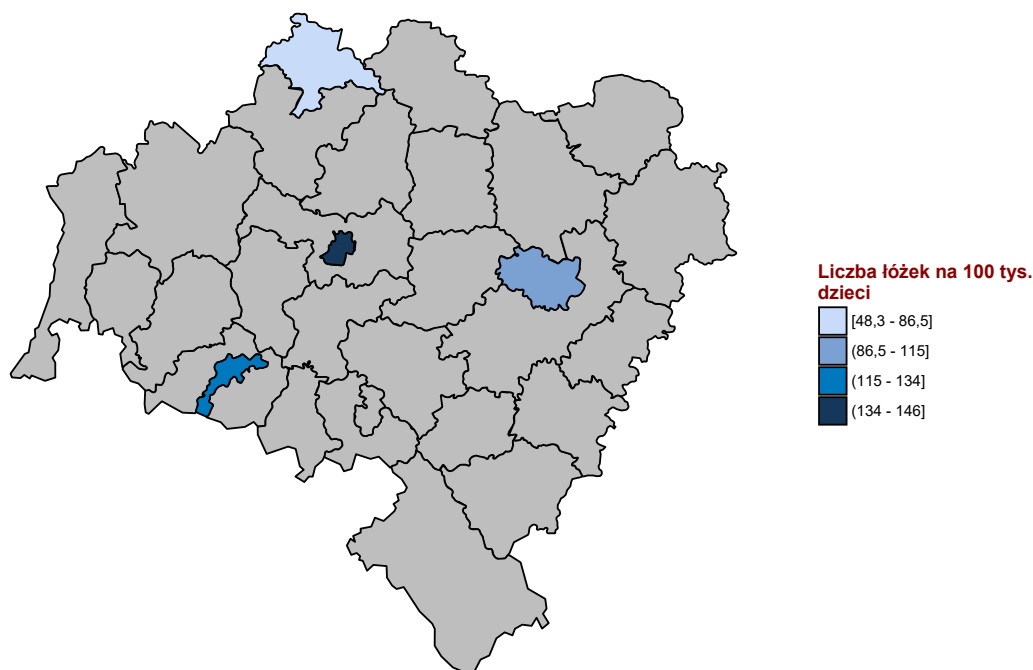 Liczba łóżek na 100 tys.
dzieci
[48,3 - 86,5]
(86,5 - 115]
(115 - 134]
(134 - 146]